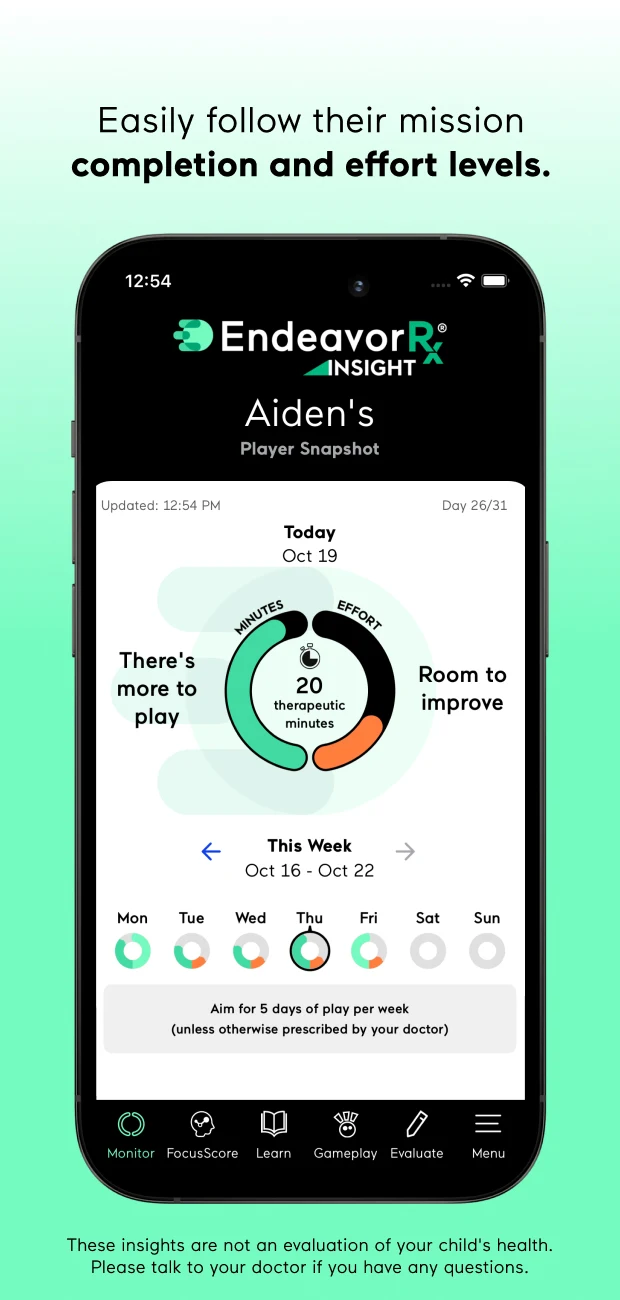 Easily follow their mission
completion and effort levels.
12:54
EndeavorRx®
INSIGHT
Aiden's
Player Snapshot
Updated: 12:54 PM
Day 26/31
Today
Oct 19
MINUTES
EFFORT
There's
more to
play
20
therapeutic
minutes
Room to
improve
This Week
Oct 16 - Oct 22
Mon Tue Wed Thu Fri Sat Sun
Aim for 5 days of play per week
(unless otherwise prescribed by your doctor)
Monitor FocusScore Learn Gameplay Evaluate Menu
These insights are not an evaluation of your child's health.
Please talk to your doctor if you have any questions.